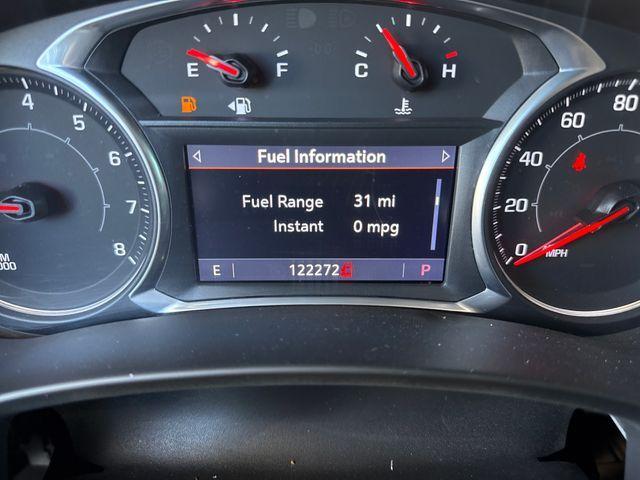 E F
C H
4
5
6
7
8
Fuel Information
Fuel Range 31 mi
Instant 0 mpg
E 122272 P
0
20
40
60
80
MPH